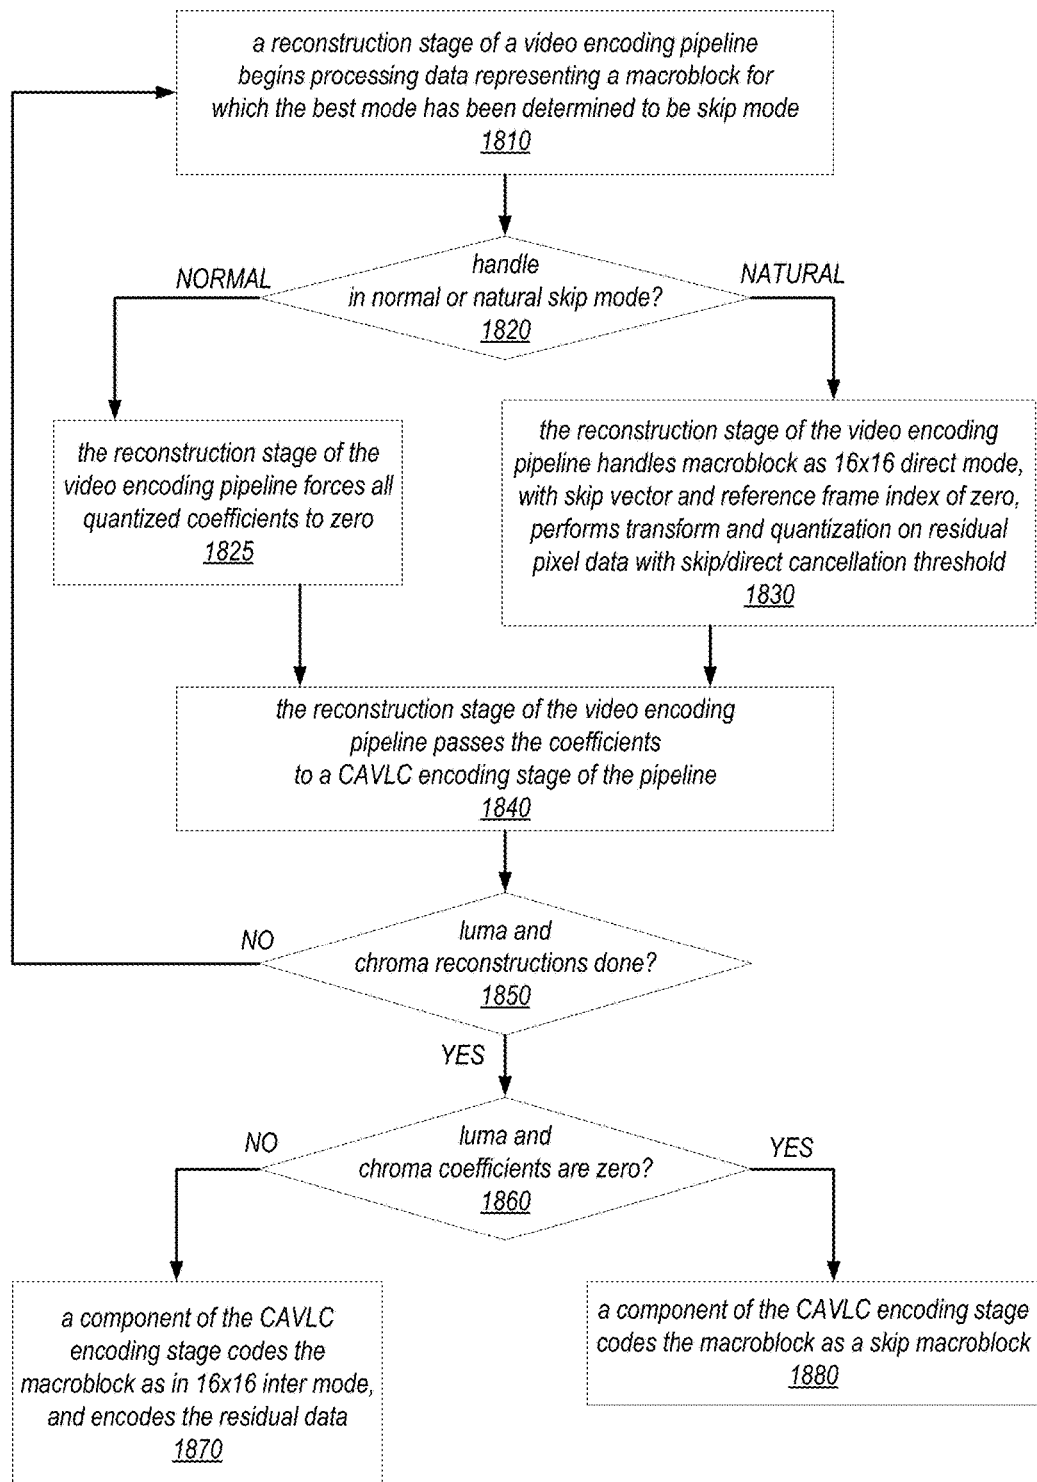 a reconstruction stage of a video encoding pipeline
begins processing data representing a macroblock for
which the best mode has been determined to be skip mode
1810
NORMAL
handle
in normal or natural skip mode?
1820
NATURAL
the reconstruction stage of the
video encoding pipeline forces all
quantized coefficients to zero
1825
the reconstruction stage of the video encoding
pipeline handles macroblock as 16x16 direct mode,
with skip vector and reference frame index of zero,
performs transform and quantization on residual
pixel data with skip/direct cancellation threshold
1830
the reconstruction stage of the video encoding
pipeline passes the coefficients
to a CAVLC encoding stage of the pipeline
1840
NO
luma and
chroma reconstructions done?
1850
YES
NO
luma and
chroma coefficients are zero?
1860
YES
a component of the CAVLC
encoding stage codes the
macroblock as in 16x16 inter mode,
and encodes the residual data
1870
a component of the CAVLC encoding stage
codes the macroblock as a skip macroblock
1880